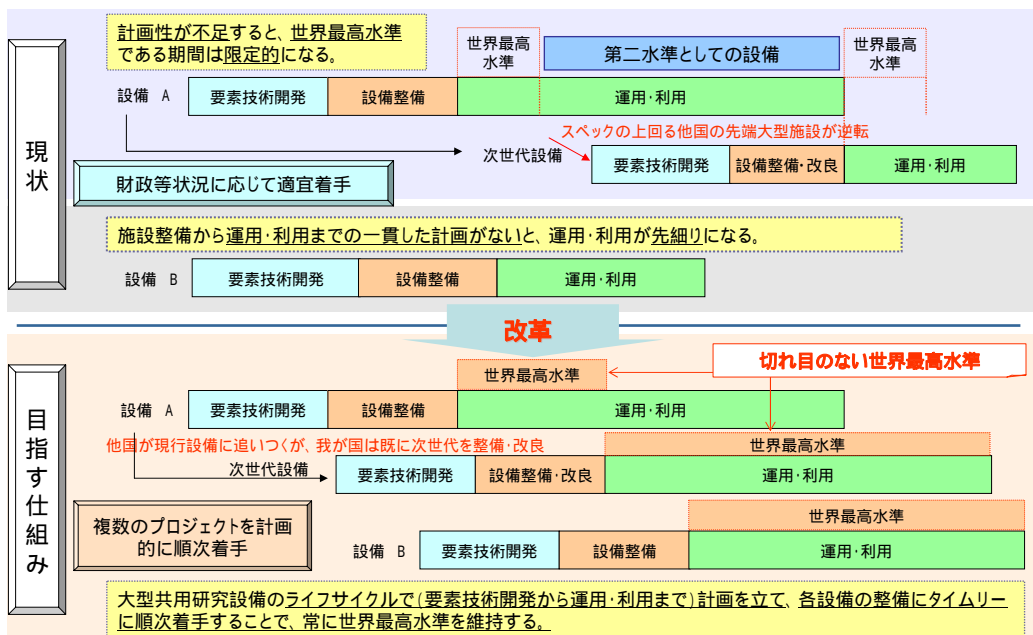 現状
計画性が不足すると、世界最高水準
である期間は限定的になる。
世界最高
水準
第二水準としての設備
世界最高
水準
設備 A
要素技術開発
設備整備
運用・利用
スペックの上回る他国の先端大型施設が逆転
次世代設備
要素技術開発
設備整備・改良
運用・利用
財政等状況に応じて適宜着手
施設整備から運用・利用までの一貫した計画がないと、運用・利用が先細りになる。
設備 B
要素技術開発
設備整備
運用・利用
改革
目指す仕組み
世界最高水準
切れ目のない世界最高水準
設備 A
要素技術開発
設備整備
運用・利用
他国が現行設備に追いつくが、我が国は既に次世代を整備・改良
世界最高水準
次世代設備
要素技術開発
設備整備・改良
運用・利用
複数のプロジェクトを計画
的に順次着手
世界最高水準
設備 B
要素技術開発
設備整備
運用・利用
大型共用研究設備のライフサイクルで(要素技術開発から運用・利用まで)計画を立て、各設備の整備にタイムリー
に順次着手することで、常に世界最高水準を維持する。